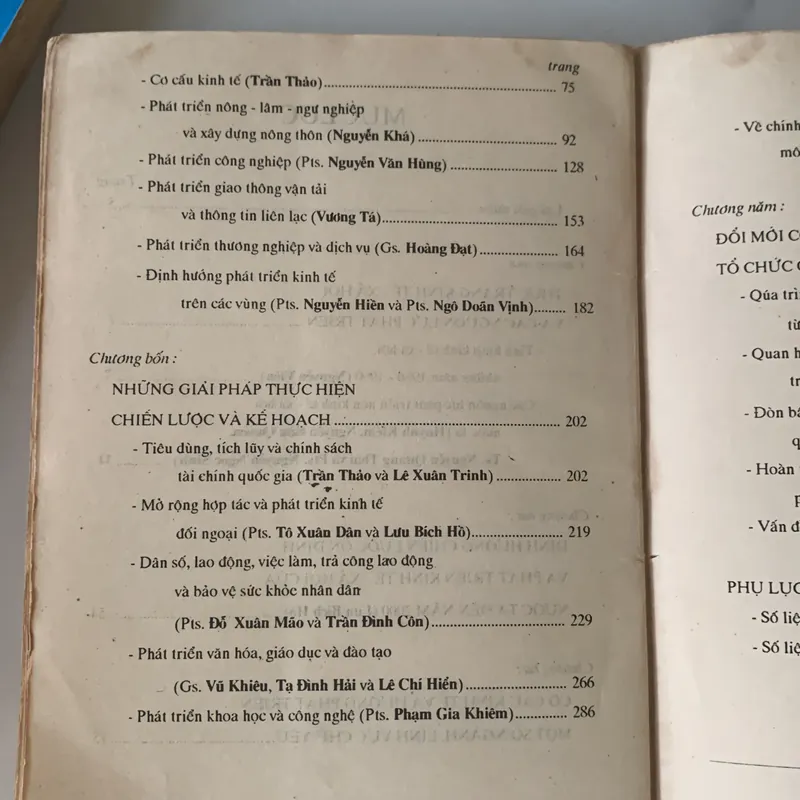 trang
- Cơ cấu kinh tế (Trần Thảo) 75
- Phát triển nông - lâm - ngư nghiệp
và xây dựng nông thôn (Nguyễn Khá) 92
- Phát triển công nghiệp (Pts. Nguyễn Văn Hùng) 128
- Phát triển giao thông vận tải
và thông tin liên lạc (Vương Tá) 153
- Phát triển thương nghiệp và dịch vụ (Gs. Hoàng Đạt) 164
- Định hướng phát triển kinh tế
trên các vùng (Pts. Nguyễn Hiền và Pts. Ngô Doãn Vịnh) 182
Chương bốn :
NHỮNG GIẢI PHÁP THỰC HIỆN
CHIẾN LƯỢC VÀ KẾ HOẠCH 202
- Tiêu dùng, tích lũy và chính sách
tài chính quốc gia (Trần Thảo và Lê Xuân Trinh) 202
- Mở rộng hợp tác và phát triển kinh tế
đối ngoại (Pts. Tô Xuân Dân và Lưu Bích Hồ) 219
- Dân số, lao động, việc làm, trả công lao động
và bảo vệ sức khỏe nhân dân
(Pts. Đỗ Xuân Máo và Trần Đình Côn) 229
- Phát triển văn hóa, giáo dục và đào tạo
(Gs. Vũ Khiêu, Tạ Đình Hải và Lê Chí Hiển) 266
- Phát triển khoa học và công nghệ (Pts. Phạm Gia Khiêm) 286
- Về chính
mô
Chương năm :
ĐỔI MỚI C
TỔ CHỨC
- Qúa trì
từ
- Quan h
tr
- Đòn bẩ
q
- Hoàn
p
- Vấn đ
PHỤ LỤC
- Số liệ
- Số liệ